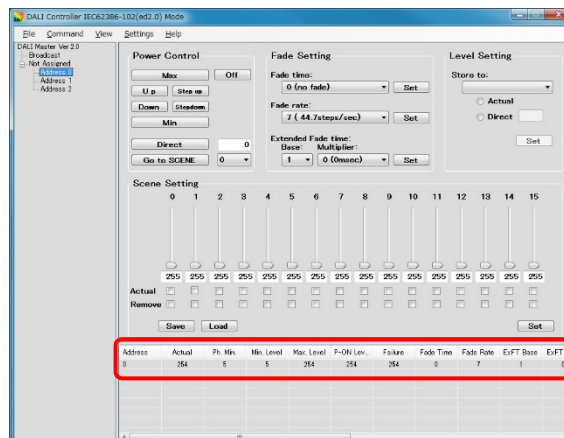 DALI Controller IEC62386-102(ed2.0) Mode
File Command View Settings Help
DALI Master Ver 2.0
Broadcast
Not Assigned
Address 0
Address 1
Address 2
Power Control
Max Off
Up Step up
Down Stepdown
Min
Direct 0
Go to SCENE 0
Fade Setting
Fade time:
0 (no fade) Set
Fade rate:
7 ( 44.7steps/sec) Set
Extended Fade time:
Base: Multiplier:
1 0 (0msec) Set
Level Setting
Store to:
Actual
Direct
Set
Scene Setting
0 1 2 3 4 5 6 7 8 9 10 11 12 13 14 15
255 255 255 255 255 255 255 255 255 255 255 255 255 255 255 255
Actual
Remove
Save Load Set
Address Actual Ph. Min. Min. Level Max. Level P-ON Lev... Failure Fade Time Fade Rate ExFT Base ExFT
0 254 5 5 254 254 254 0 7 1 0